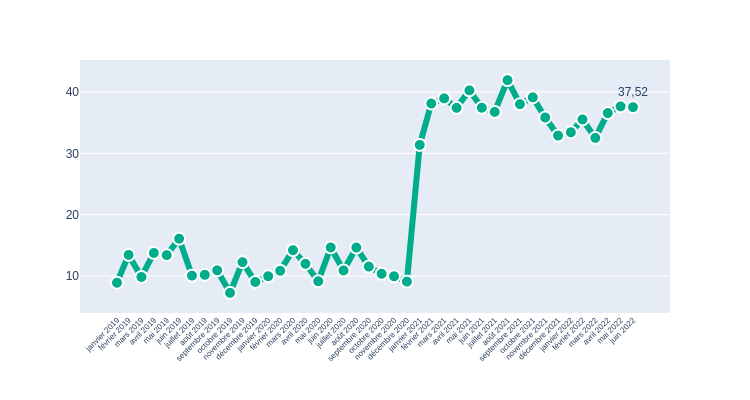 40
30
20
10
37,52
janvier 2019
février 2019
mars 2019
avril 2019
mai 2019
juin 2019
juillet 2019
août 2019
septembre 2019
octobre 2019
novembre 2019
décembre 2019
janvier 2020
février 2020
mars 2020
avril 2020
mai 2020
juin 2020
juillet 2020
août 2020
septembre 2020
octobre 2020
novembre 2020
décembre 2020
janvier 2021
février 2021
mars 2021
avril 2021
mai 2021
juin 2021
juillet 2021
août 2021
septembre 2021
octobre 2021
novembre 2021
décembre 2021
janvier 2022
février 2022
mars 2022
avril 2022
mai 2022
juin 2022